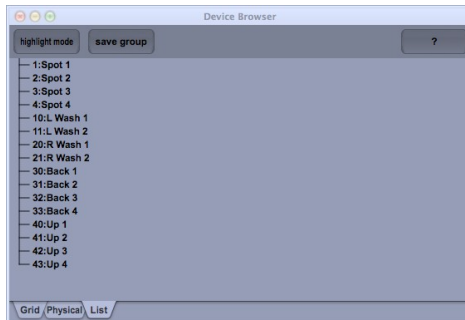 Device Browser
highlight mode save group ?
1:Spot 1
2:Spot 2
3:Spot 3
4:Spot 4
10:L Wash 1
11:L Wash 2
20:R Wash 1
21:R Wash 2
30:Back 1
31:Back 2
32:Back 3
33:Back 4
40:Up 1
41:Up 2
42:Up 3
43:Up 4
Grid Physical List